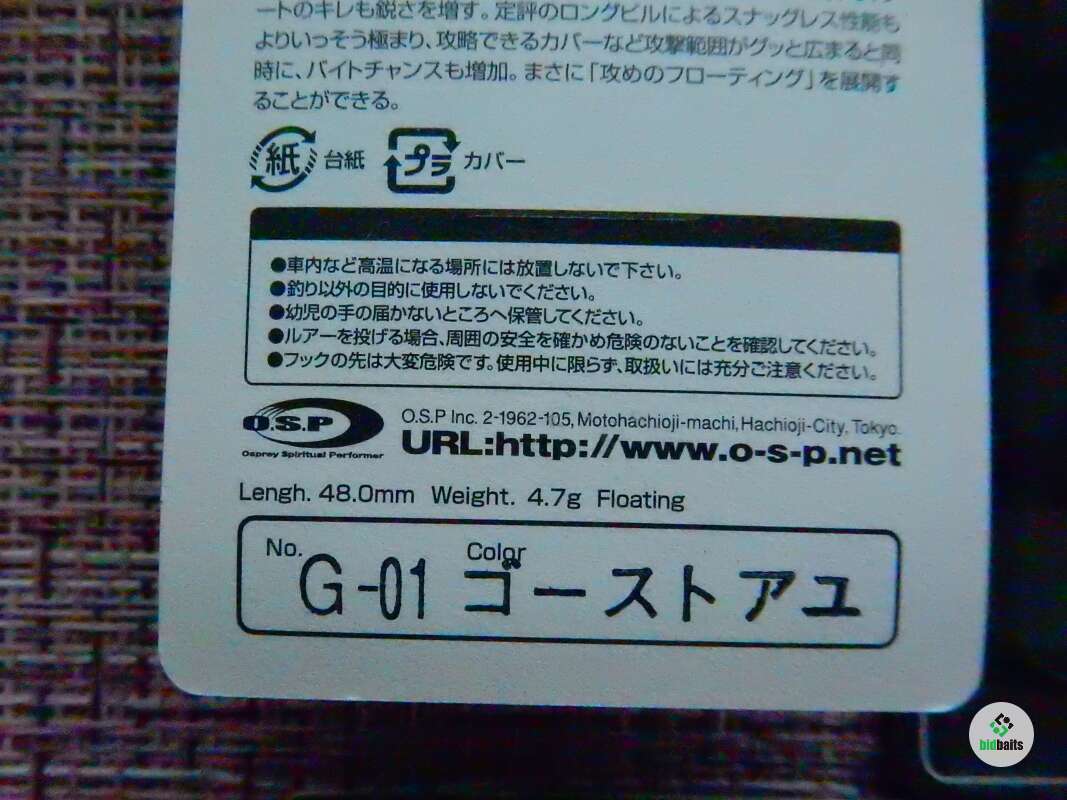 ートのキレも鋭さを増す。定評のロングビルによるスナッグレス性能も
よりいっそう極まり、攻略できるカバーなど攻撃範囲がグッと広まると同
時に、バイトチャンスも増加。まさに「攻めのフローティング」を展開す
ることができる。
紙 台紙 プラ カバー
●車内など高温になる場所には放置しないで下さい。
●釣り以外の目的に使用しないでください。
●幼児の手の届かないところへ保管してください。
●ルアーを投げる場合、周囲の安全を確かめ危険のないことを確認してください。
●フックの先は大変危険です。使用中に限らず、取扱いには充分ご注意ください。
O.S.P
Osprey Spiritual Performer
O.S.P Inc. 2-1962-105, Motohachioji-machi, Hachioji-City, Tokyo.
URL:http://www.o-s-p.net
Lengh. 48.0mm Weight. 4.7g Floating
No. Color
G-01 ゴーストアユ
bidbaits